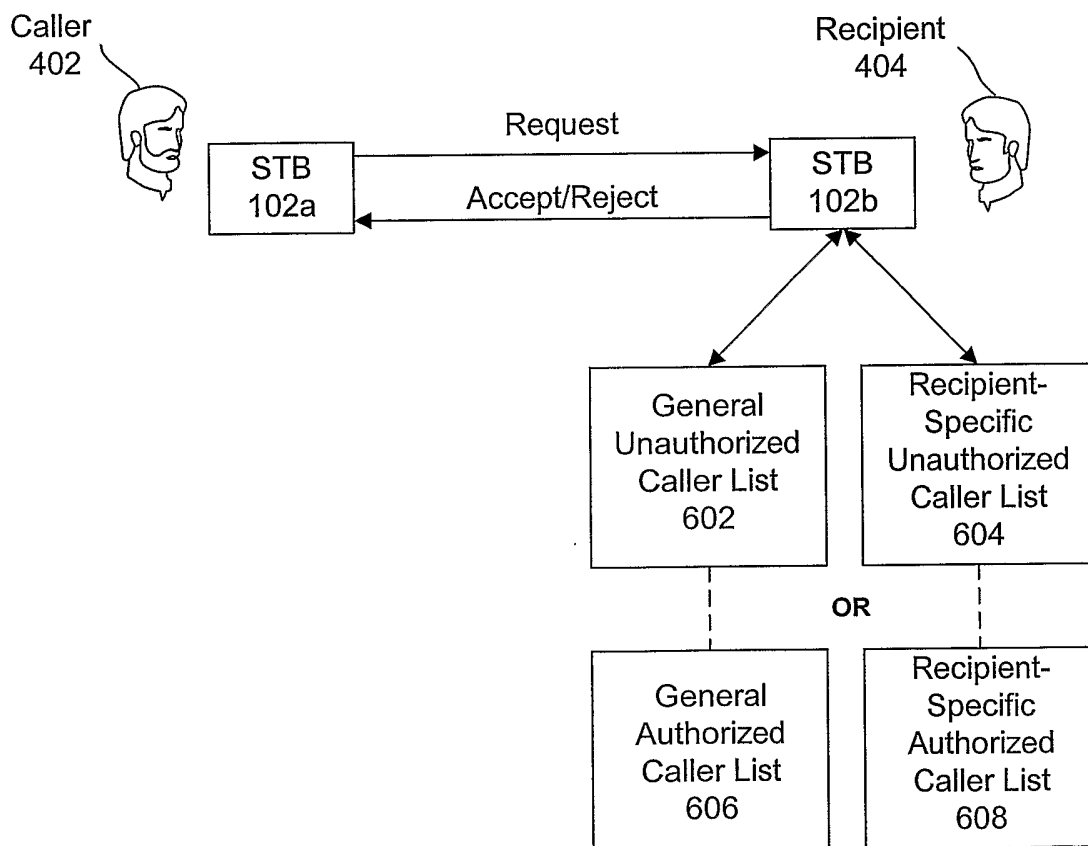 Caller
402
Recipient
404
Request
STB
102a
Accept/Reject
STB
102b
General
Unauthorized
Caller List
602
Recipient-
Specific
Unauthorized
Caller List
604
OR
General
Authorized
Caller List
606
Recipient-
Specific
Authorized
Caller List
608